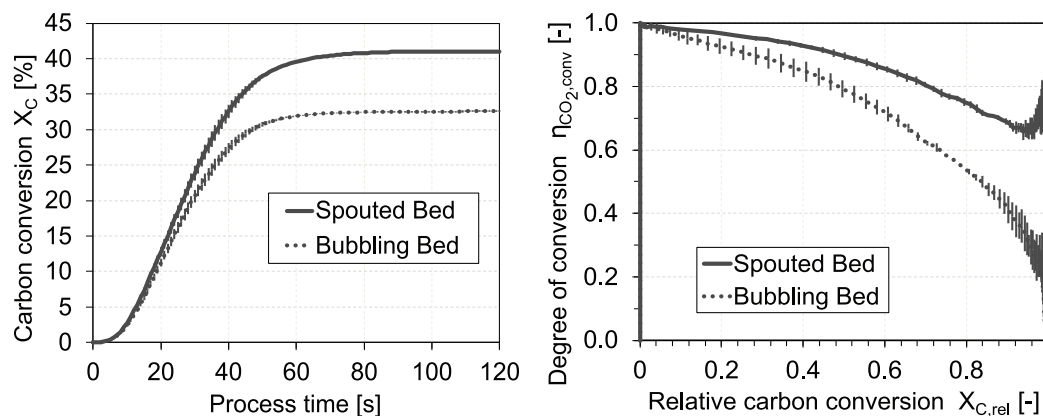 Carbon conversion X_C [%]
45
40
35
30
25
20
15
10
5
0
0 20 40 60 80 100 120
Process time [s]
Spouted Bed
Bubbling Bed
Degree of conversion η_CO₂,conv [-]
1.0
0.8
0.6
0.4
0.2
0.0
0 0.2 0.4 0.6 0.8
Relative carbon conversion X_C,rel [-]
Spouted Bed
Bubbling Bed